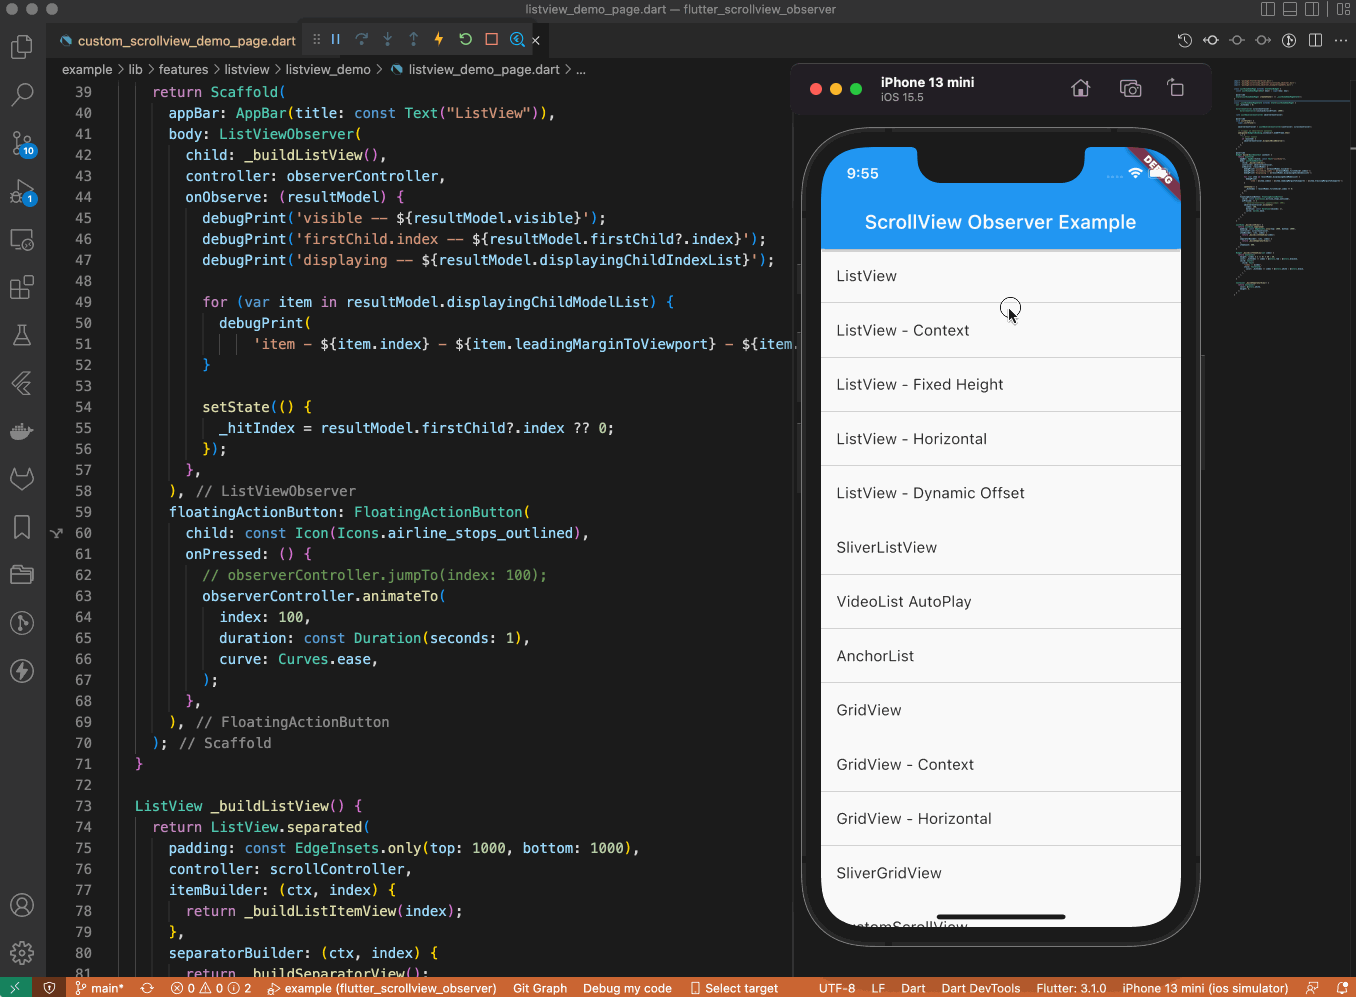 listview_demo_page.dart — flutter_scrollview_observer
custom_scrollview_demo_page.dart
example > lib > features > listview > listview_demo > listview_demo_page.dart > ...
39 return Scaffold(
40 appBar: AppBar(title: const Text("ListView")),
41 body: ListViewObserver(
42 child: _buildListView(),
43 controller: observerController,
44 onObserve: (resultModel) {
45 debugPrint('visible -- ${resultModel.visible}');
46 debugPrint('firstChild.index -- ${resultModel.firstChild?.index}');
47 debugPrint('displaying -- ${resultModel.displayingChildIndexList}');
48
49 for (var item in resultModel.displayingChildModelList) {
50 debugPrint(
51 'item - ${item.index} - ${item.leadingMarginToViewport} - ${item.
52 }
53
54 setState(() {
55 _hitIndex = resultModel.firstChild?.index ?? 0;
56 });
57 },
58 ), // ListViewObserver
59 floatingActionButton: FloatingActionButton(
60 child: const Icon(Icons.airline_stops_outlined),
61 onPressed: () {
62 // observerController.jumpTo(index: 100);
63 observerController.animateTo(
64 index: 100,
65 duration: const Duration(seconds: 1),
66 curve: Curves.ease,
67 );
68 },
69 ), // FloatingActionButton
70 ); // Scaffold
71 }
72
73 ListView _buildListView() {
74 return ListView.separated(
75 padding: const EdgeInsets.only(top: 1000, bottom: 1000),
76 controller: scrollController,
77 itemBuilder: (ctx, index) {
78 return _buildListItemView(index);
79 },
80 separatorBuilder: (ctx, index) {
81 return _buildSeparatorView();
10
1
iPhone 13 mini
iOS 15.5
9:55
DEBUG
ScrollView Observer Example
ListView
ListView - Context
ListView - Fixed Height
ListView - Horizontal
ListView - Dynamic Offset
SliverListView
VideoList AutoPlay
AnchorList
GridView
GridView - Context
GridView - Horizontal
SliverGridView
CustomScrollView
main* 0 0 2 example (flutter_scrollview_observer) Git Graph Debug my code Select target UTF-8 LF Dart Dart DevTools Flutter: 3.1.0 iPhone 13 mini (ios simulator)